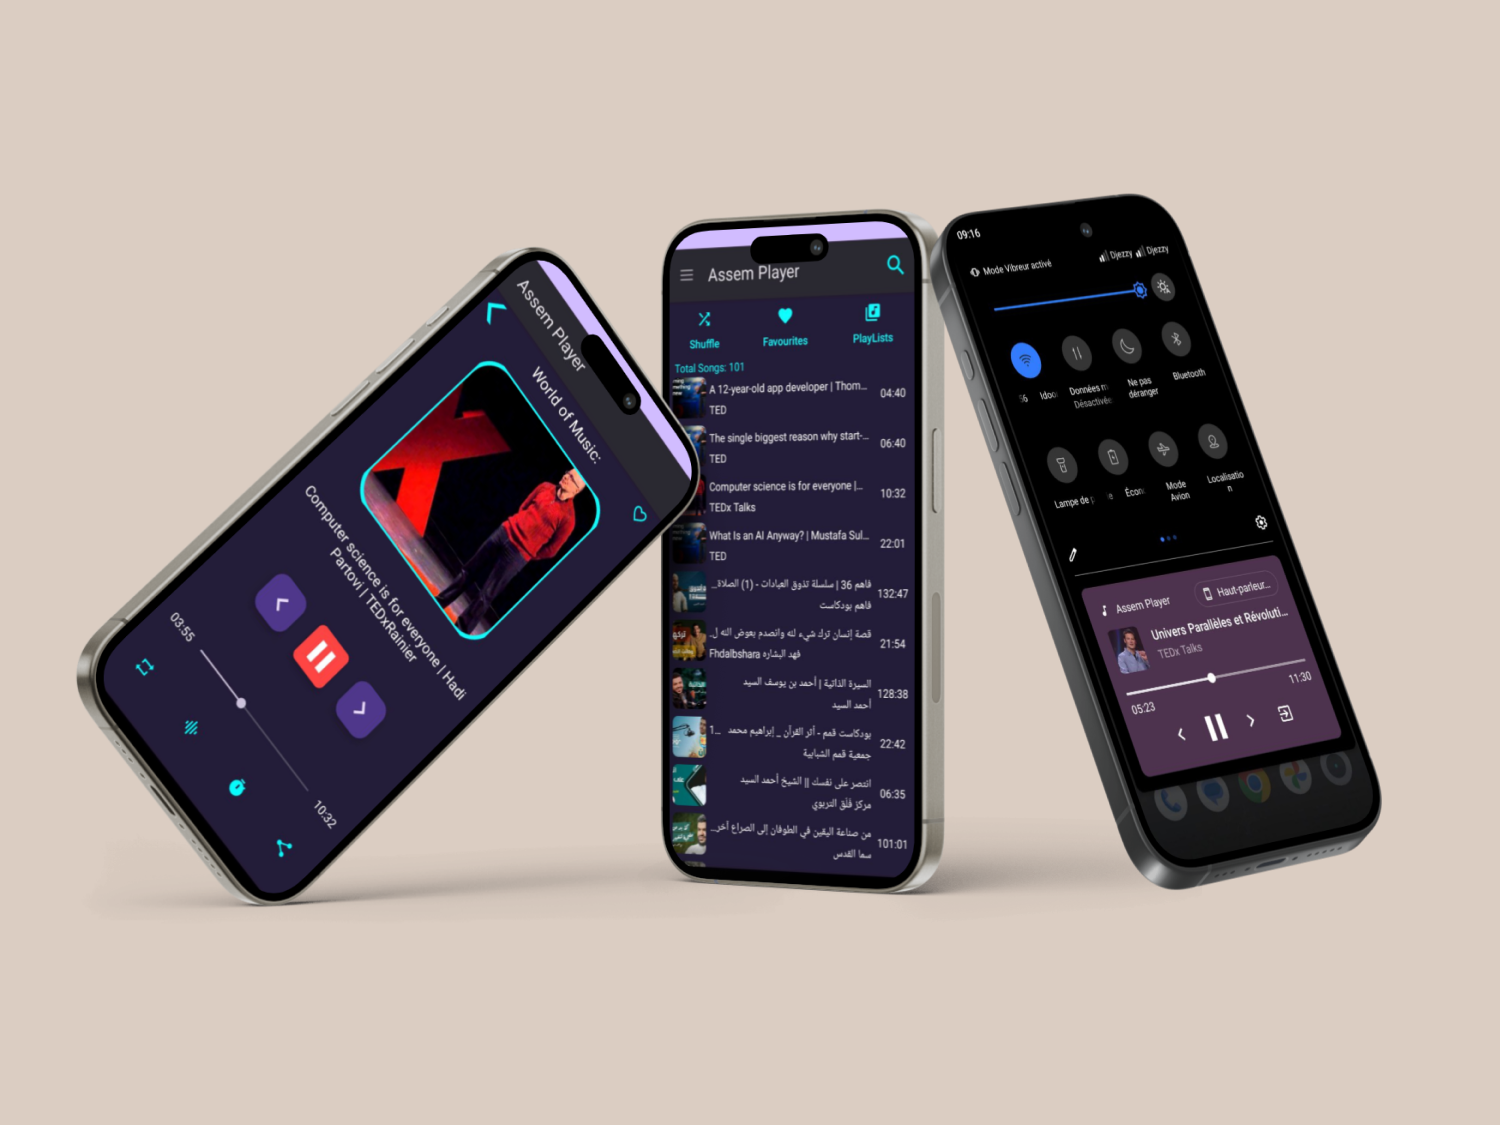 Assem Player
World of Music:
Computer science is for everyone | Hadi
Partovi | TEDxRainier
03:55
10:32
Assem Player
Shuffle
Favourites
PlayLists
Total Songs: 101
A 12-year-old app developer | Thom...
TED
04:40
The single biggest reason why start-...
TED
06:40
Computer science is for everyone |...
TEDx Talks
10:32
What Is an AI Anyway? | Mustafa Sul...
TED
22:01
فاهم 36 | سلسلة تذوق العبادات - (1) الصلاة...
فاهم بودكاست
132:47
قصة إنسان ترك شيء لله وانصدم بعوض الله ل...
Fhdalbshara فهد البشاره
21:54
السيرة الذاتية | أحمد بن يوسف السيد
أحمد السيد
128:38
بودكاست قمم - أثر القرآن _ إبراهيم محمد 1...
جمعية قمم الشبابية
22:42
انتصر على نفسك || الشيخ أحمد السيد
مركز فَلَق التربوي
06:35
من صناعة اليقين في الطوفان إلى الصراع أخر...
سما القدس
101:01
09:16
Mode Vibreur activé
Djezzy
Djezzy
Idoo
Données m
Désactivée
Ne pas
déranger
Bluetooth
Lampe de p
Écon
Mode
Avion
Localisatio
n
Assem Player
Haut-parleur...
Univers Parallèles et Révoluti...
TEDx Talks
05:23
11:30